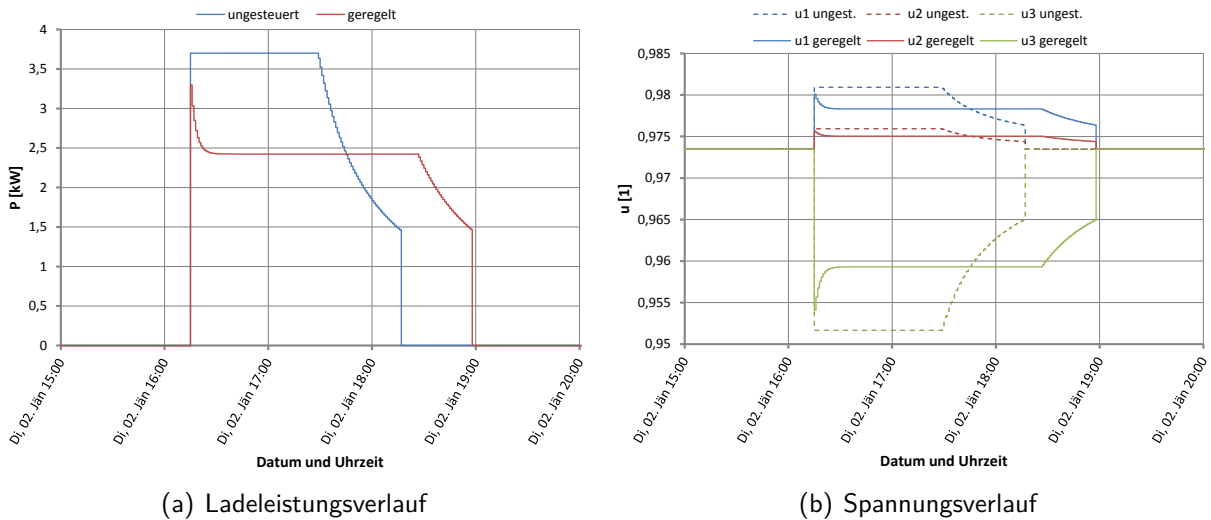 ungesteuert geregelt
4
3,5
3
2,5
2
1,5
1
0,5
0
P [kW]
Di, 02. Jän 15:00
Di, 02. Jän 16:00
Di, 02. Jän 17:00
Di, 02. Jän 18:00
Di, 02. Jän 19:00
Di, 02. Jän 20:00
Datum und Uhrzeit
(a) Ladeleistungsverlauf
u1 ungest. u2 ungest. u3 ungest.
u1 geregelt u2 geregelt u3 geregelt
0,985
0,98
0,975
0,97
0,965
0,96
0,955
0,95
u [1]
Di, 02. Jän 15:00
Di, 02. Jän 16:00
Di, 02. Jän 17:00
Di, 02. Jän 18:00
Di, 02. Jän 19:00
Di, 02. Jän 20:00
Datum und Uhrzeit
(b) Spannungsverlauf